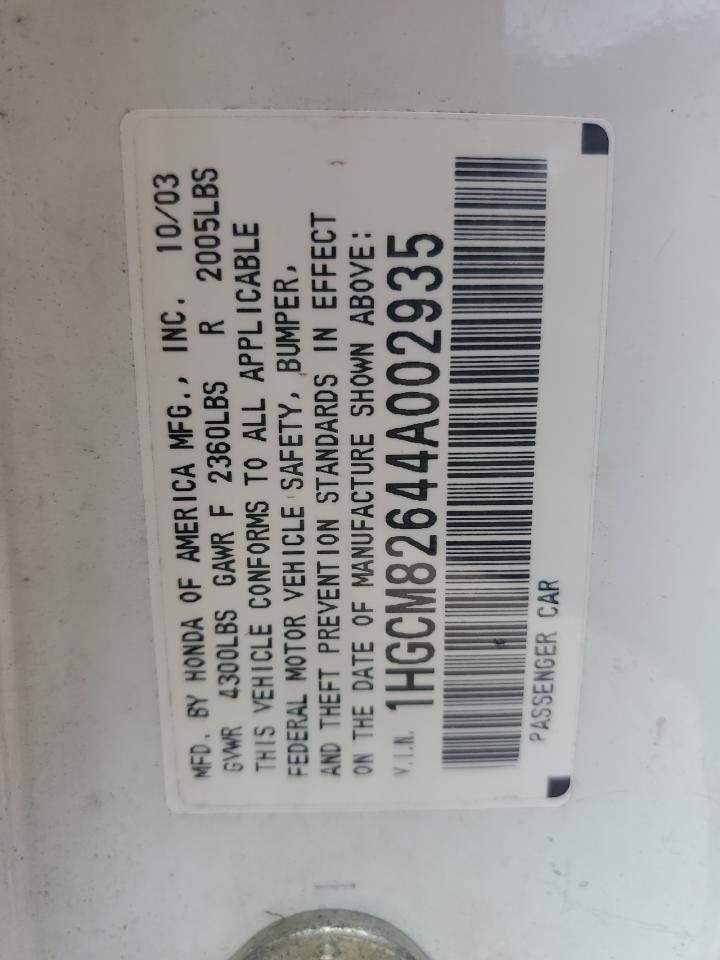 MFD. BY HONDA OF AMERICA MFG., INC. 10/03
GVWR 4300LBS GAWR F 2360LBS R 2005LBS
THIS VEHICLE CONFORMS TO ALL APPLICABLE
FEDERAL MOTOR VEHICLE SAFETY, BUMPER,
AND THEFT PREVENTION STANDARDS IN EFFECT
ON THE DATE OF MANUFACTURE SHOWN ABOVE:
V.I.N. 1HGCM82644A002935
PASSENGER CAR